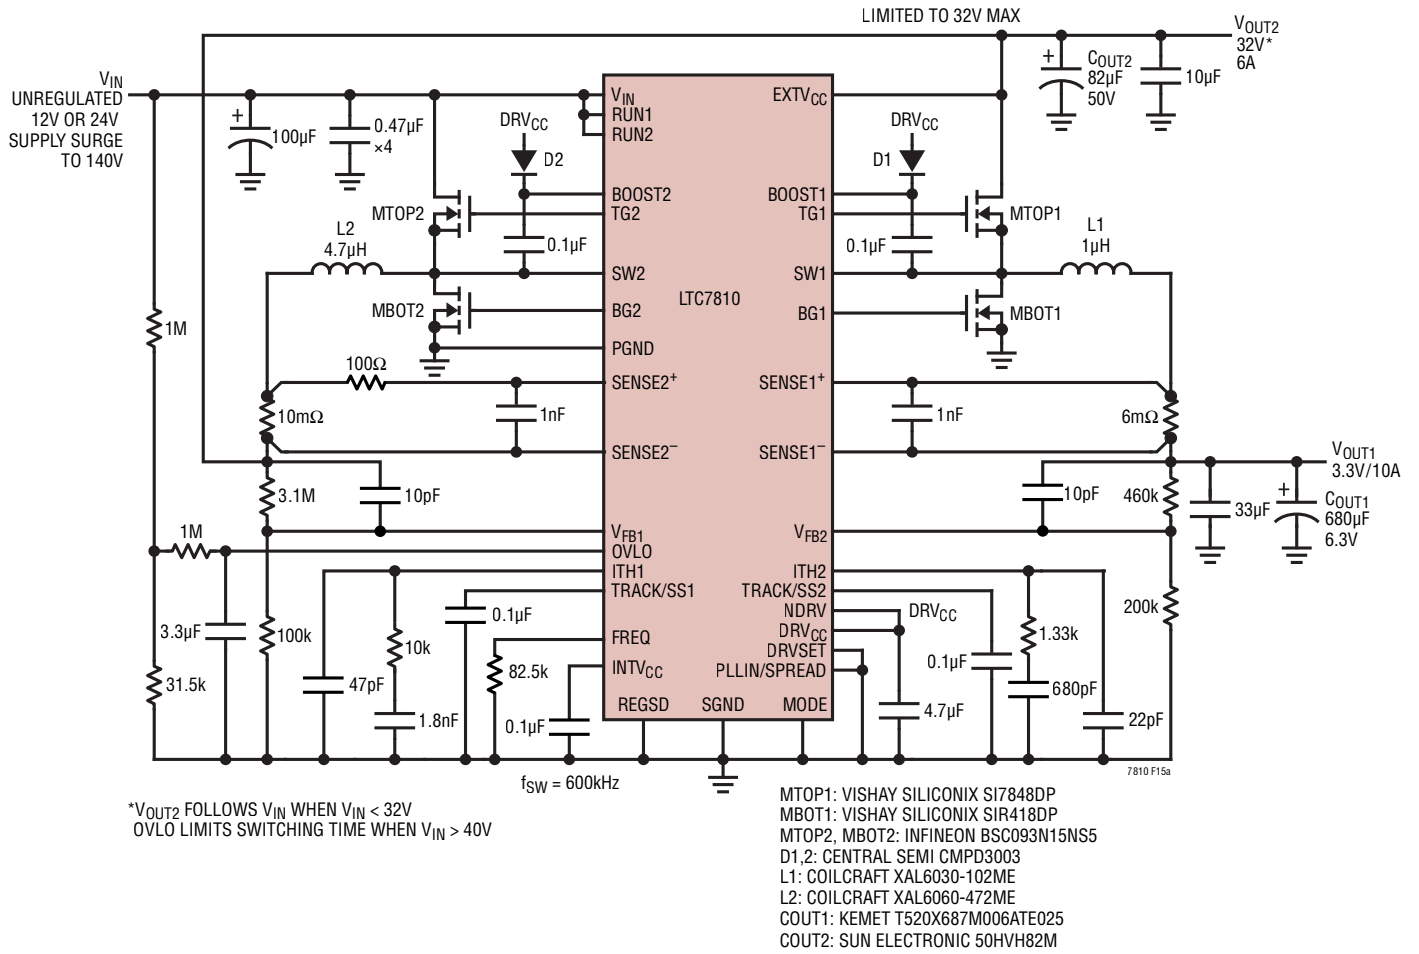 LIMITED TO 32V MAX
VOUT2
32V*
6A
COUT2
82µF
50V
10µF
VIN
UNREGULATED
12V OR 24V
SUPPLY SURGE
TO 140V
100µF
0.47µF
×4
DRVCC
D2
MTOP2
0.1µF
L2
4.7µH
MBOT2
1M
100Ω
10mΩ
1nF
3.1M
10pF
1M
3.3µF
31.5k
100k
47pF
10k
1.8nF
0.1µF
82.5k
0.1µF
fSW = 600kHz
VIN
RUN1
RUN2
BOOST2
TG2
SW2
BG2
PGND
SENSE2+
SENSE2–
VFB1
OVLO
ITH1
TRACK/SS1
FREQ
INTVCC
REGSD
SGND
MODE
LTC7810
EXTVCC
BOOST1
TG1
SW1
BG1
SENSE1+
SENSE1–
VFB2
ITH2
TRACK/SS2
NDRV
DRVCC
DRVSET
PLLIN/SPREAD
DRVCC
D1
0.1µF
MTOP1
L1
1µH
MBOT1
1nF
6mΩ
VOUT1
3.3V/10A
10pF
460k
33µF
COUT1
680µF
6.3V
200k
DRVCC
1.33k
0.1µF
680pF
4.7µF
22pF
7810 F15a
*VOUT2 FOLLOWS VIN WHEN VIN < 32V
OVLO LIMITS SWITCHING TIME WHEN VIN > 40V
MTOP1: VISHAY SILICONIX SI7848DP
MBOT1: VISHAY SILICONIX SIR418DP
MTOP2, MBOT2: INFINEON BSC093N15NS5
D1,2: CENTRAL SEMI CMPD3003
L1: COILCRAFT XAL6030-102ME
L2: COILCRAFT XAL6060-472ME
COUT1: KEMET T520X687M006ATE025
COUT2: SUN ELECTRONIC 50HVH82M